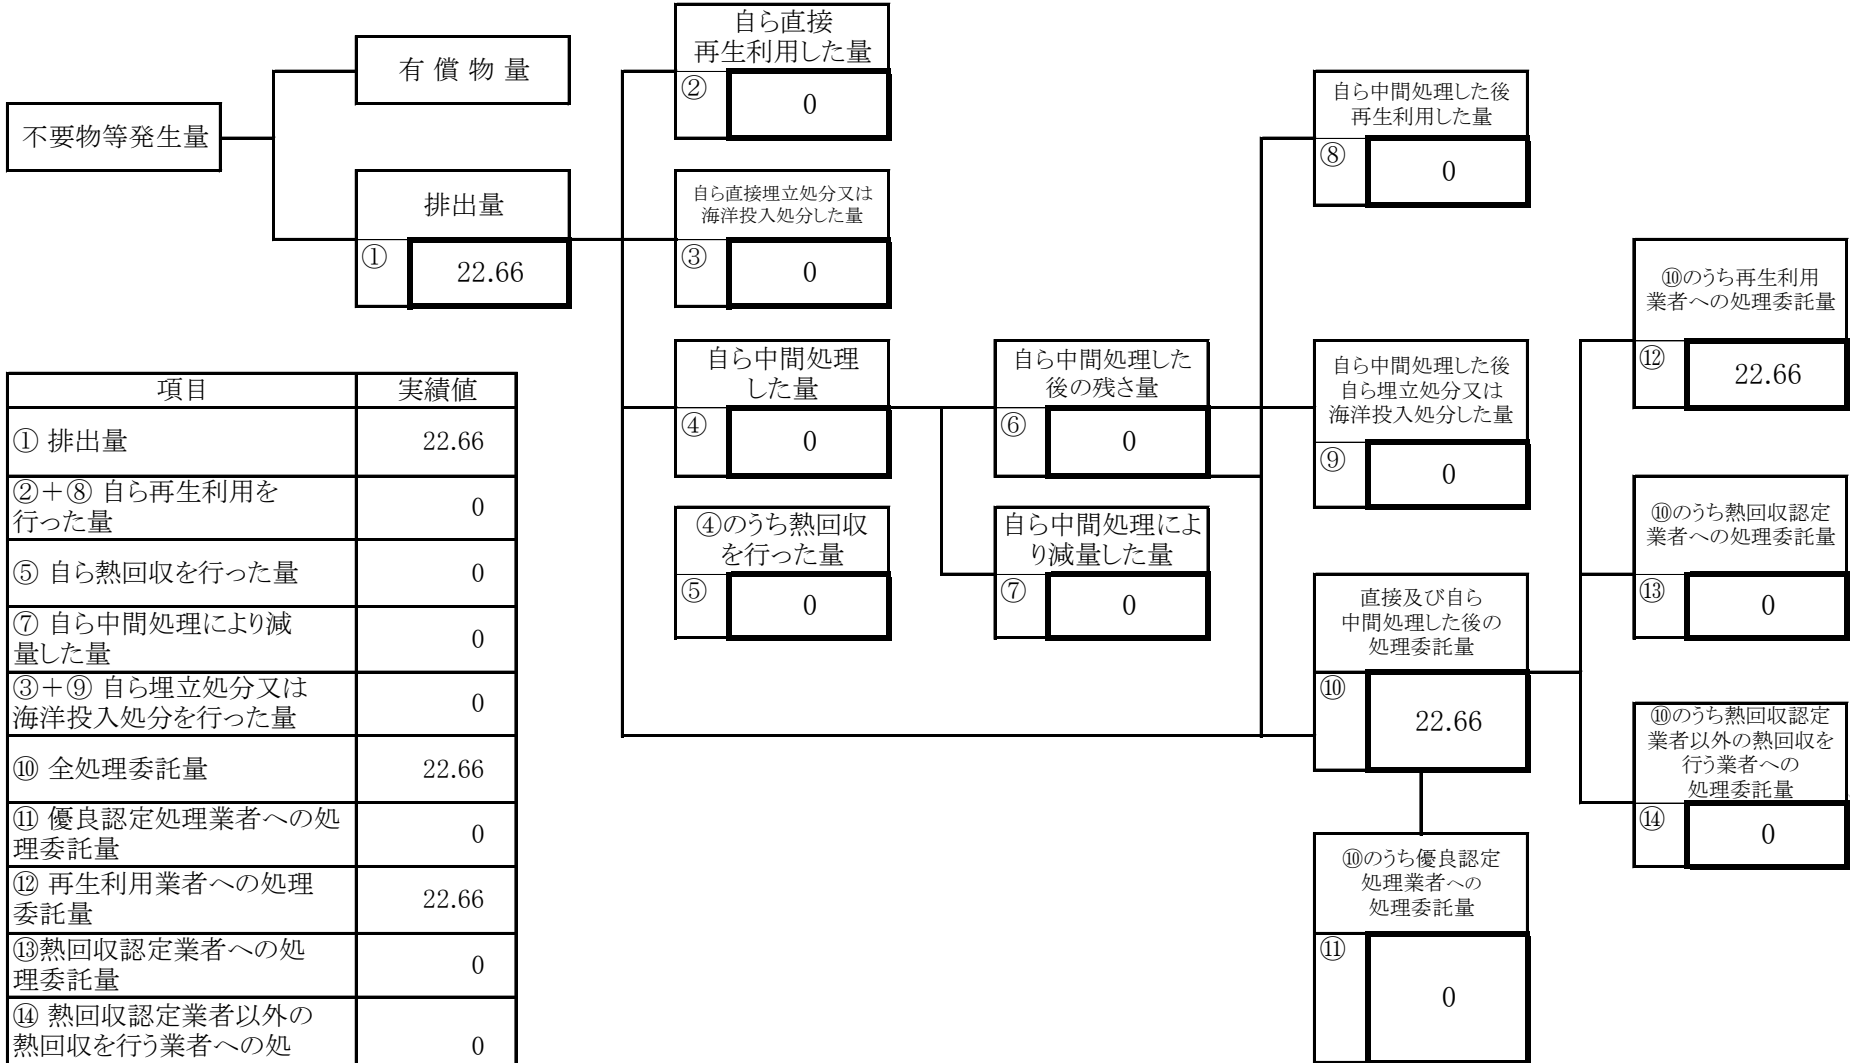 不要物等発生量
有 償 物 量
排出量
①
22.66
自ら直接
再生利用した量
②
0
自ら直接埋立処分又は
海洋投入処分した量
③
0
自ら中間処理
した量
④
0
④のうち熱回収
を行った量
⑤
0
自ら中間処理した
後の残さ量
⑥
0
自ら中間処理によ
り減量した量
⑦
0
自ら中間処理した後
再生利用した量
⑧
0
自ら中間処理した後
自ら埋立処分又は
海洋投入処分した量
⑨
0
直接及び自ら
中間処理した後の
処理委託量
⑩
22.66
⑩のうち優良認定
処理業者への
処理委託量
⑪
0
⑩のうち再生利用
業者への処理委託量
⑫
22.66
⑩のうち熱回収認定
業者への処理委託量
⑬
0
⑩のうち熱回収認定
業者以外の熱回収を
行う業者への
処理委託量
⑭
0
項目 実績値
① 排出量 22.66
②+⑧ 自ら再生利用を
行った量 0
⑤ 自ら熱回収を行った量 0
⑦ 自ら中間処理により減
量した量 0
③+⑨ 自ら埋立処分又は
海洋投入処分を行った量 0
⑩ 全処理委託量 22.66
⑪ 優良認定処理業者への処
理委託量 0
⑫ 再生利用業者への処理
委託量 22.66
⑬熱回収認定業者への処
理委託量 0
⑭ 熱回収認定業者以外の
熱回収を行う業者への処 0